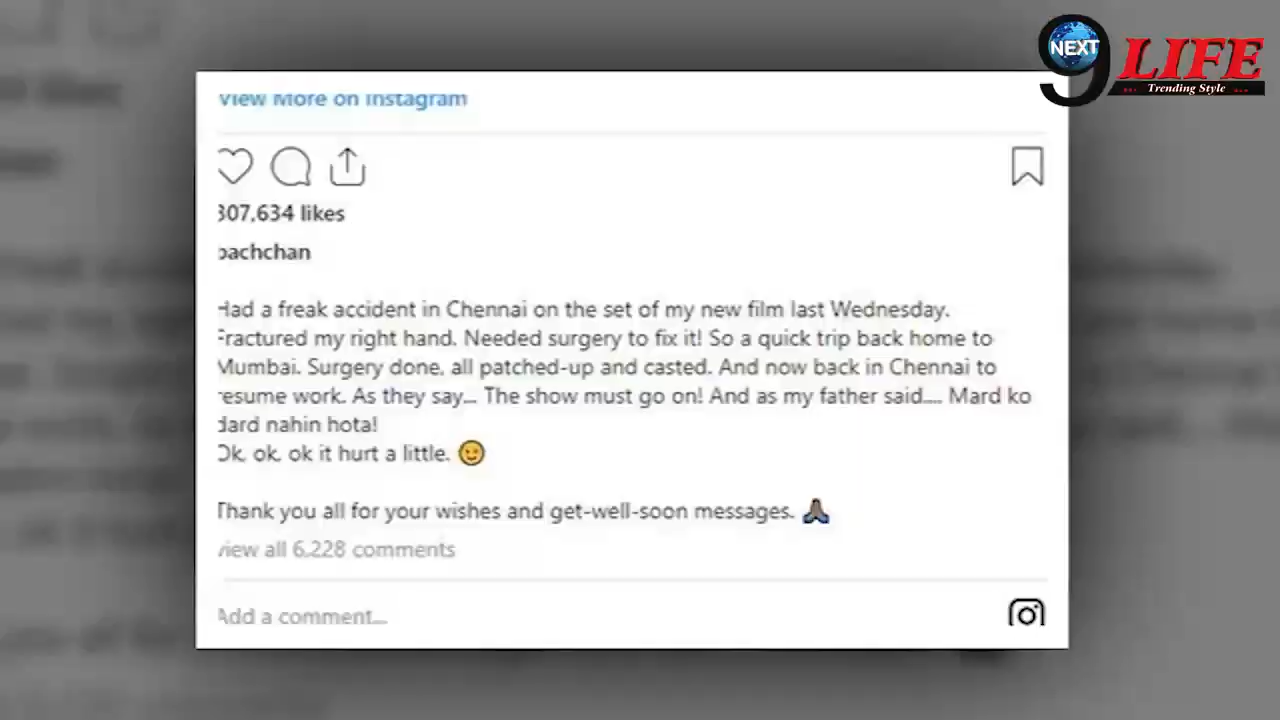 NEXT
9 LIFE
Trending Style
View More on Instagram
307,634 likes
bachchan
Had a freak accident in Chennai on the set of my new film last Wednesday.
Fractured my right hand. Needed surgery to fix it! So a quick trip back home to
Mumbai. Surgery done, all patched-up and casted. And now back in Chennai to
resume work. As they say... The show must go on! And as my father said.... Mard ko
dard nahin hota!
Ok, ok, ok it hurt a little. 😉
Thank you all for your wishes and get-well-soon messages. 🙏🏽
view all 6,228 comments
Add a comment...